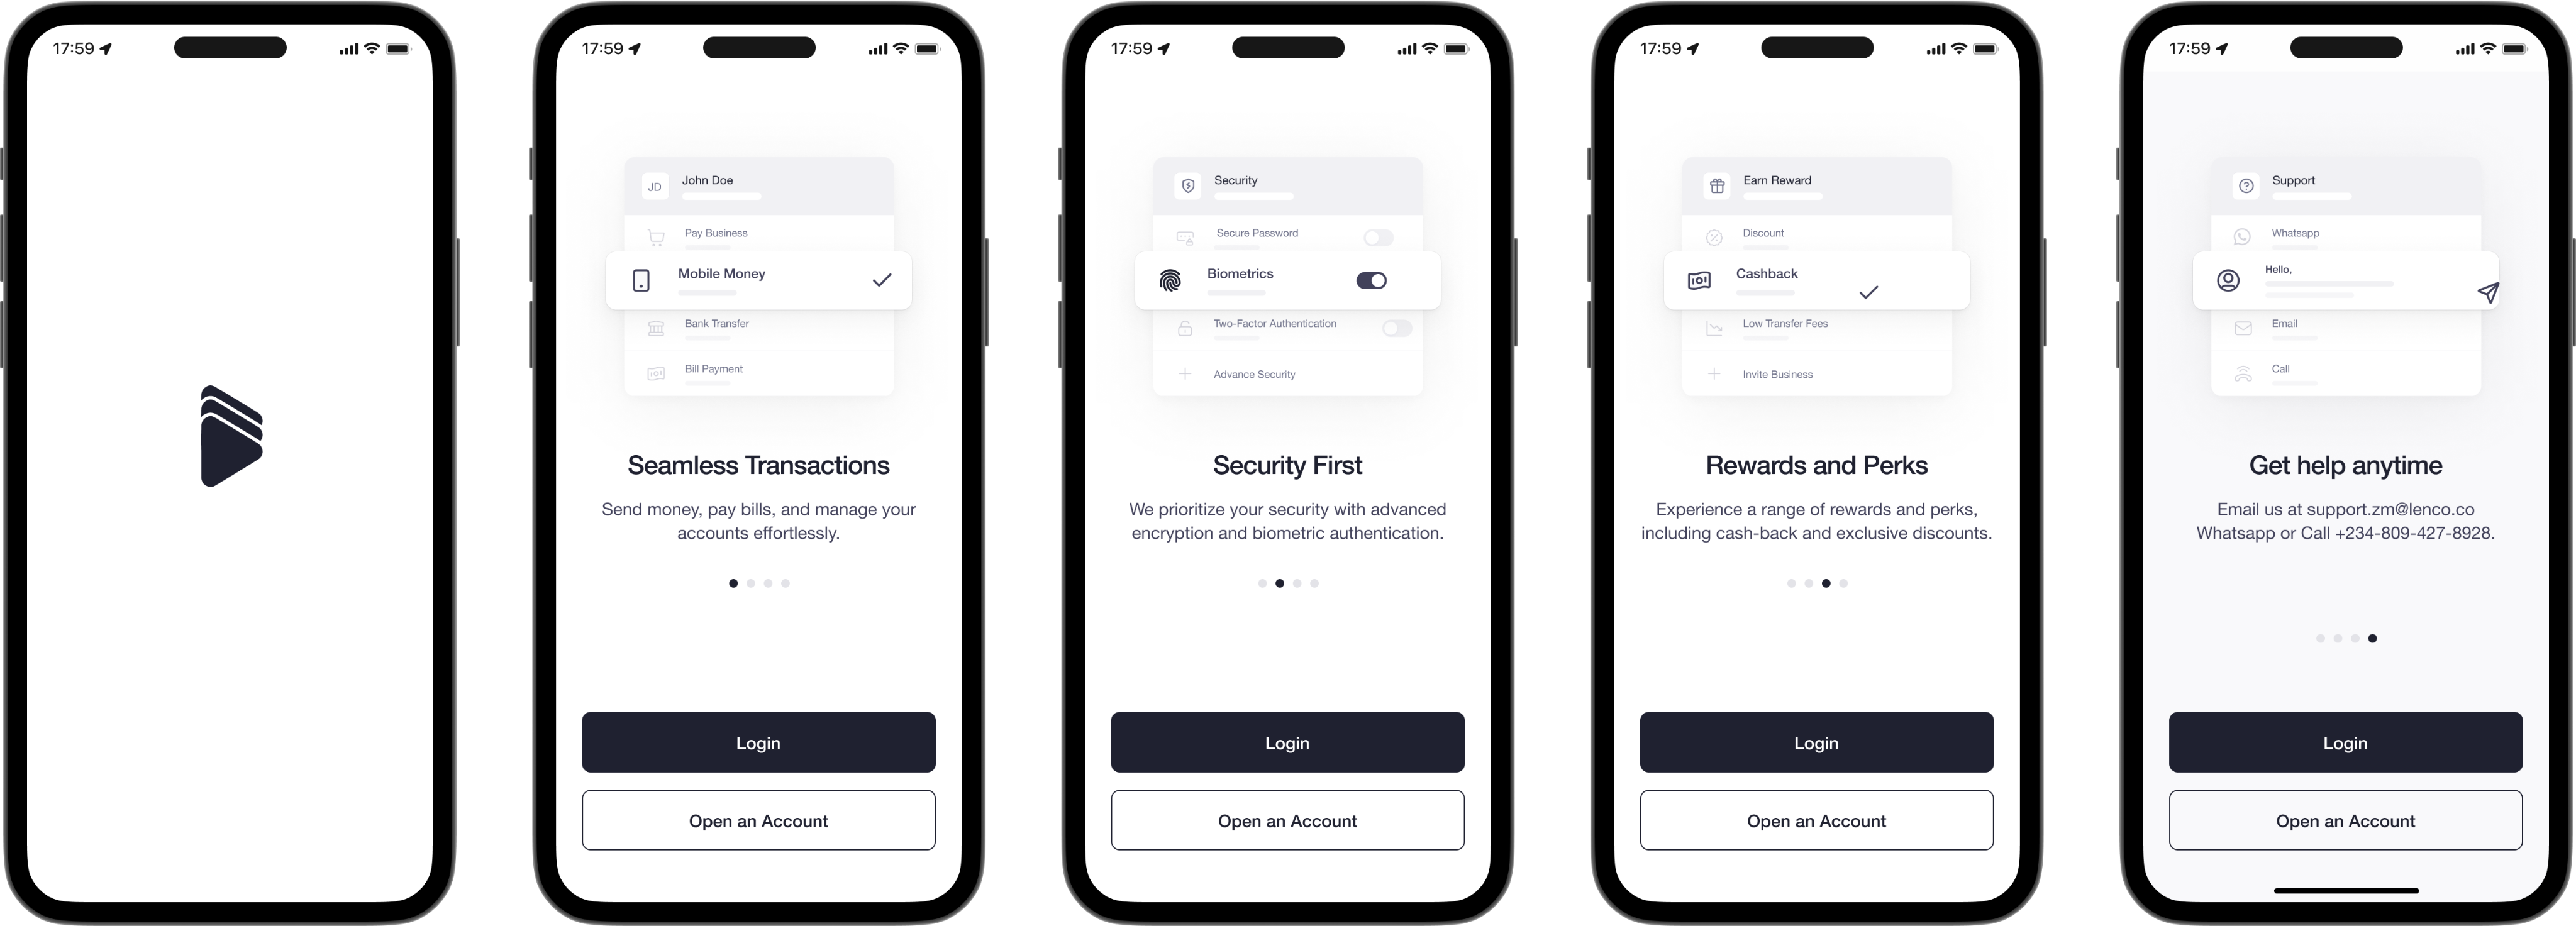 17:59
17:59
JD
John Doe
Pay Business
Mobile Money
Bank Transfer
Bill Payment
Seamless Transactions
Send money, pay bills, and manage your
accounts effortlessly.
Login
Open an Account
17:59
Security
Secure Password
Biometrics
Two-Factor Authentication
Advance Security
Security First
We prioritize your security with advanced
encryption and biometric authentication.
Login
Open an Account
17:59
Earn Reward
Discount
Cashback
Low Transfer Fees
Invite Business
Rewards and Perks
Experience a range of rewards and perks,
including cash-back and exclusive discounts.
Login
Open an Account
17:59
Support
Whatsapp
Hello,
Email
Call
Get help anytime
Email us at support.zm@lenco.co
Whatsapp or Call +234-809-427-8928.
Login
Open an Account